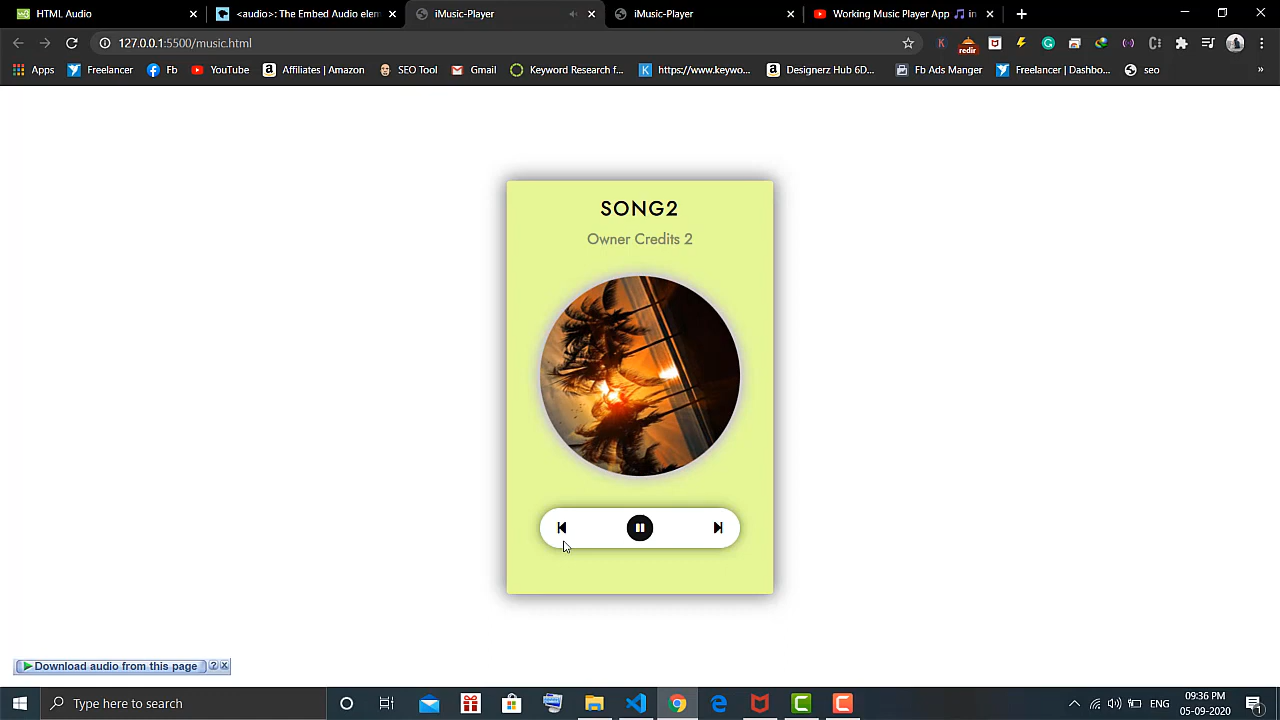 HTML Audio
<audio>: The Embed Audio elem
iMusic-Player
iMusic-Player
Working Music Player App 🎵 in
127.0.0.1:5500/music.html
redir
Apps
Freelancer
Fb
YouTube
Affiliates | Amazon
SEO Tool
Gmail
Keyword Research f...
https://www.keywo...
Designerz Hub 6D...
Fb Ads Manger
Freelancer | Dashbo...
seo
»
SONG2
Owner Credits 2
Download audio from this page
?
x
Type here to search
ENG
09:36 PM
05-09-2020